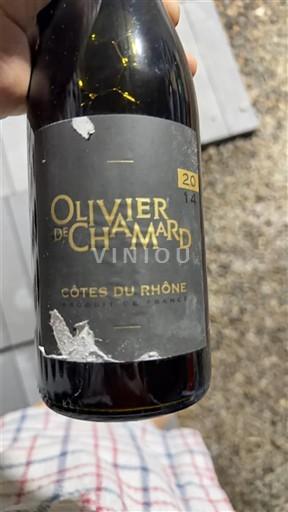 20
14
OLIVIER
DE CHAMARD
VINIOU
CÔTES DU RHÔNE
PRODUIT DE FRANCE